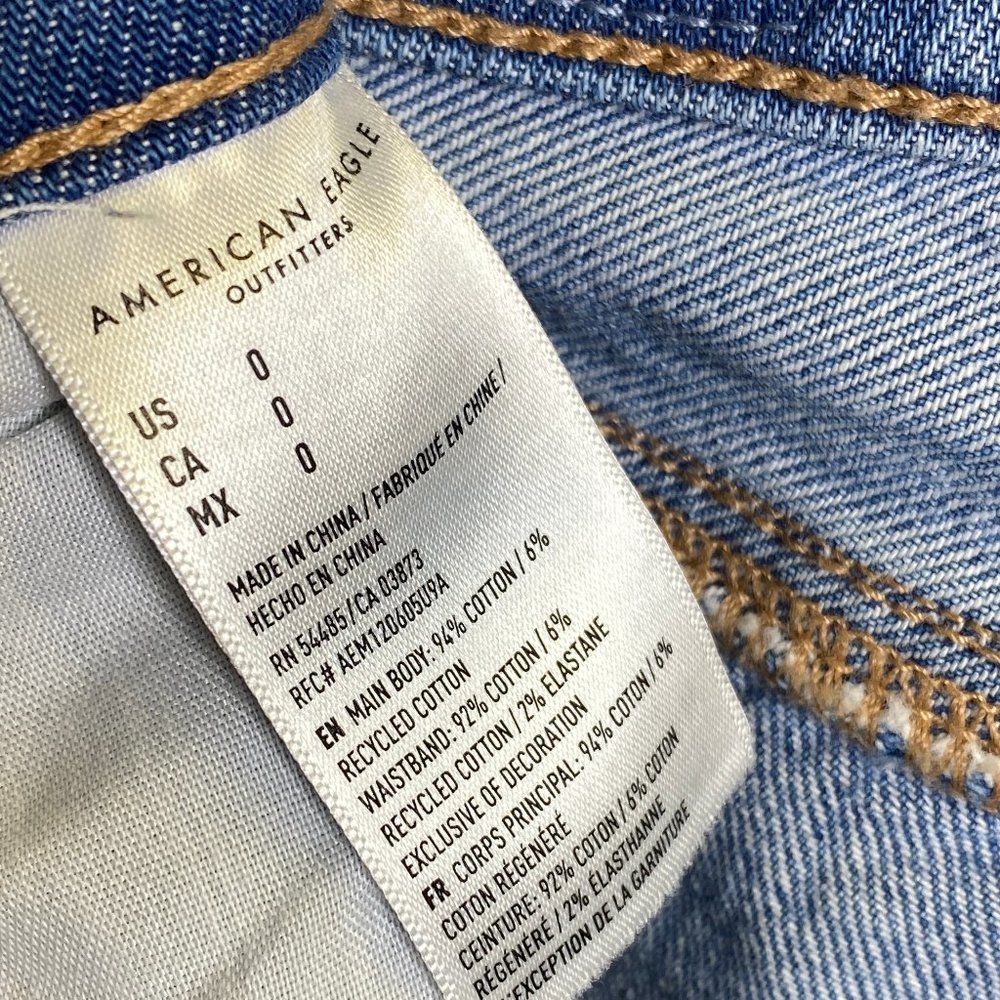 AMERICAN EAGLE
OUTFITTERS
US 0
CA 0
MX 0
MADE IN CHINA / FABRIQUÉ EN CHINE /
HECHO EN CHINA
RN 54485 / CA 03873
RFC# AEM120605U9A
EN MAIN BODY: 94% COTTON / 6%
RECYCLED COTTON
WAISTBAND: 92% COTTON / 6%
RECYCLED COTTON / 2% ELASTANE
EXCLUSIVE OF DECORATION
FR CORPS PRINCIPAL: 94% COTON / 6%
COTON RÉGÉNÉRÉ
CEINTURE: 92% COTON / 6% COTON
RÉGÉNÉRÉ / 2% ÉLASTHANNE
L'EXCEPTION DE LA GARNITURE